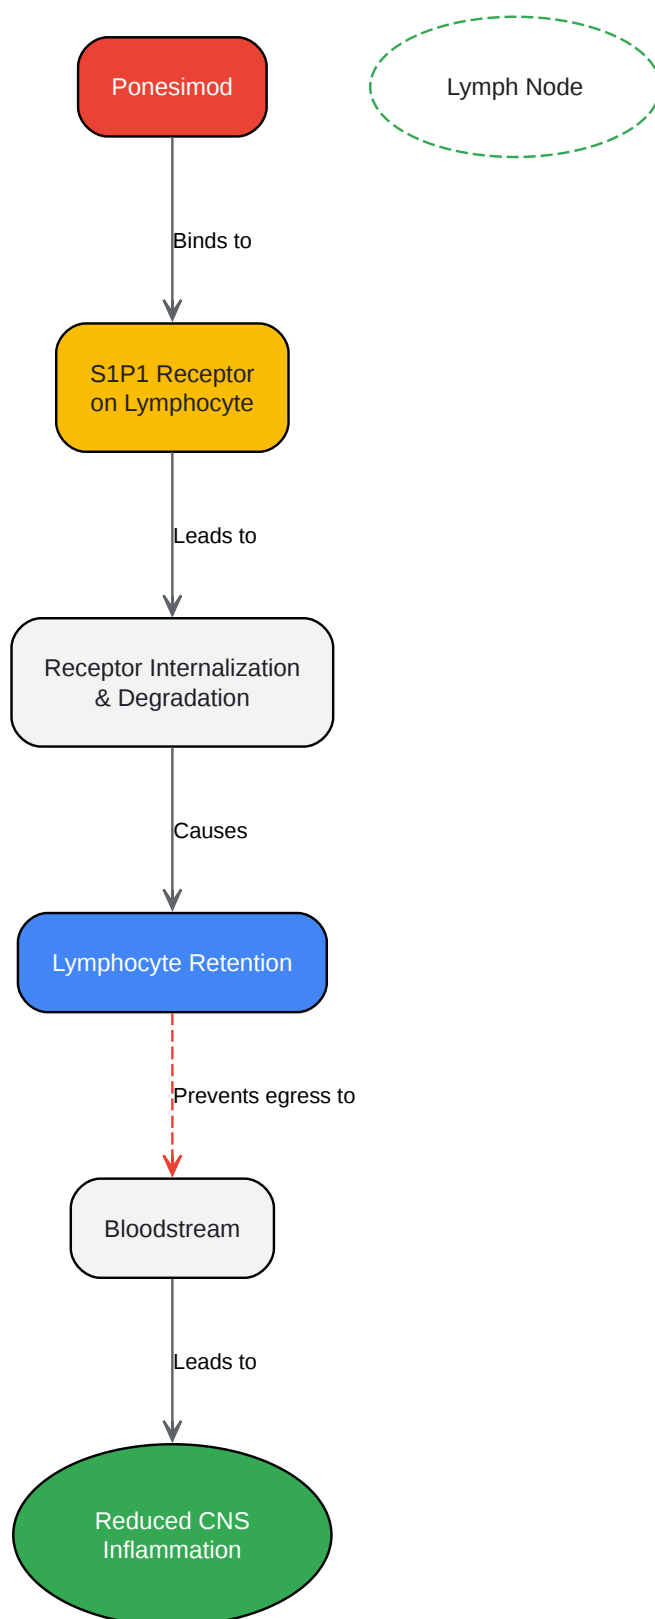 Ponesimod
Lymph Node
Binds to
S1P1 Receptor
on Lymphocyte
Leads to
Receptor Internalization
& Degradation
Causes
Lymphocyte Retention
Prevents egress to
Bloodstream
Leads to
Reduced CNS
Inflammation